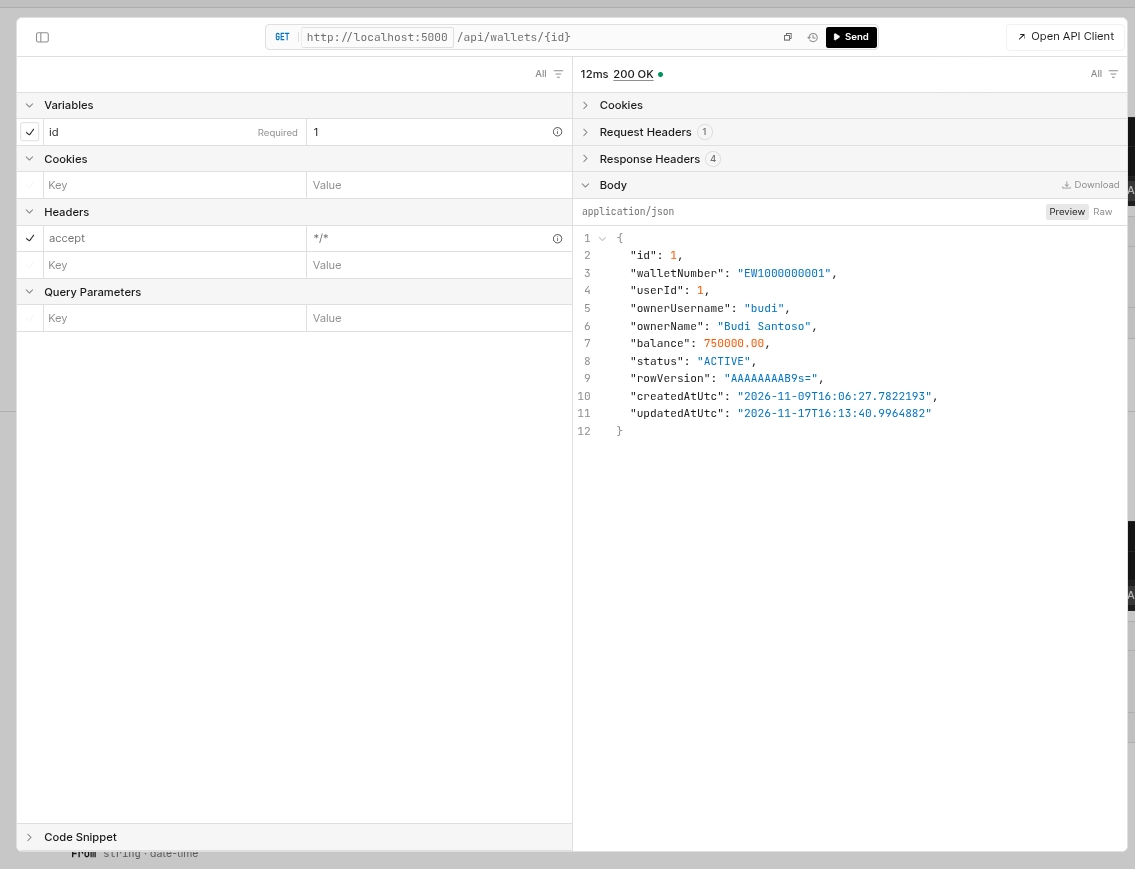 GET http://localhost:5000 /api/wallets/{id} Send Open API Client
All
Variables
id Required 1
Cookies
Key Value
Headers
accept */*
Key Value
Query Parameters
Key Value
Code Snippet
12ms 200 OK All
Cookies
Request Headers 1
Response Headers 4
Body Download
application/json Preview Raw
1 {
2 "id": 1,
3 "walletNumber": "EW1000000001",
4 "userId": 1,
5 "ownerUsername": "budi",
6 "ownerName": "Budi Santoso",
7 "balance": 750000.00,
8 "status": "ACTIVE",
9 "rowVersion": "AAAAAAAAB9s=",
10 "createdAtUtc": "2026-11-09T16:06:27.7822193",
11 "updatedAtUtc": "2026-11-17T16:13:40.9964882"
12 }
From string · date-time
A
A